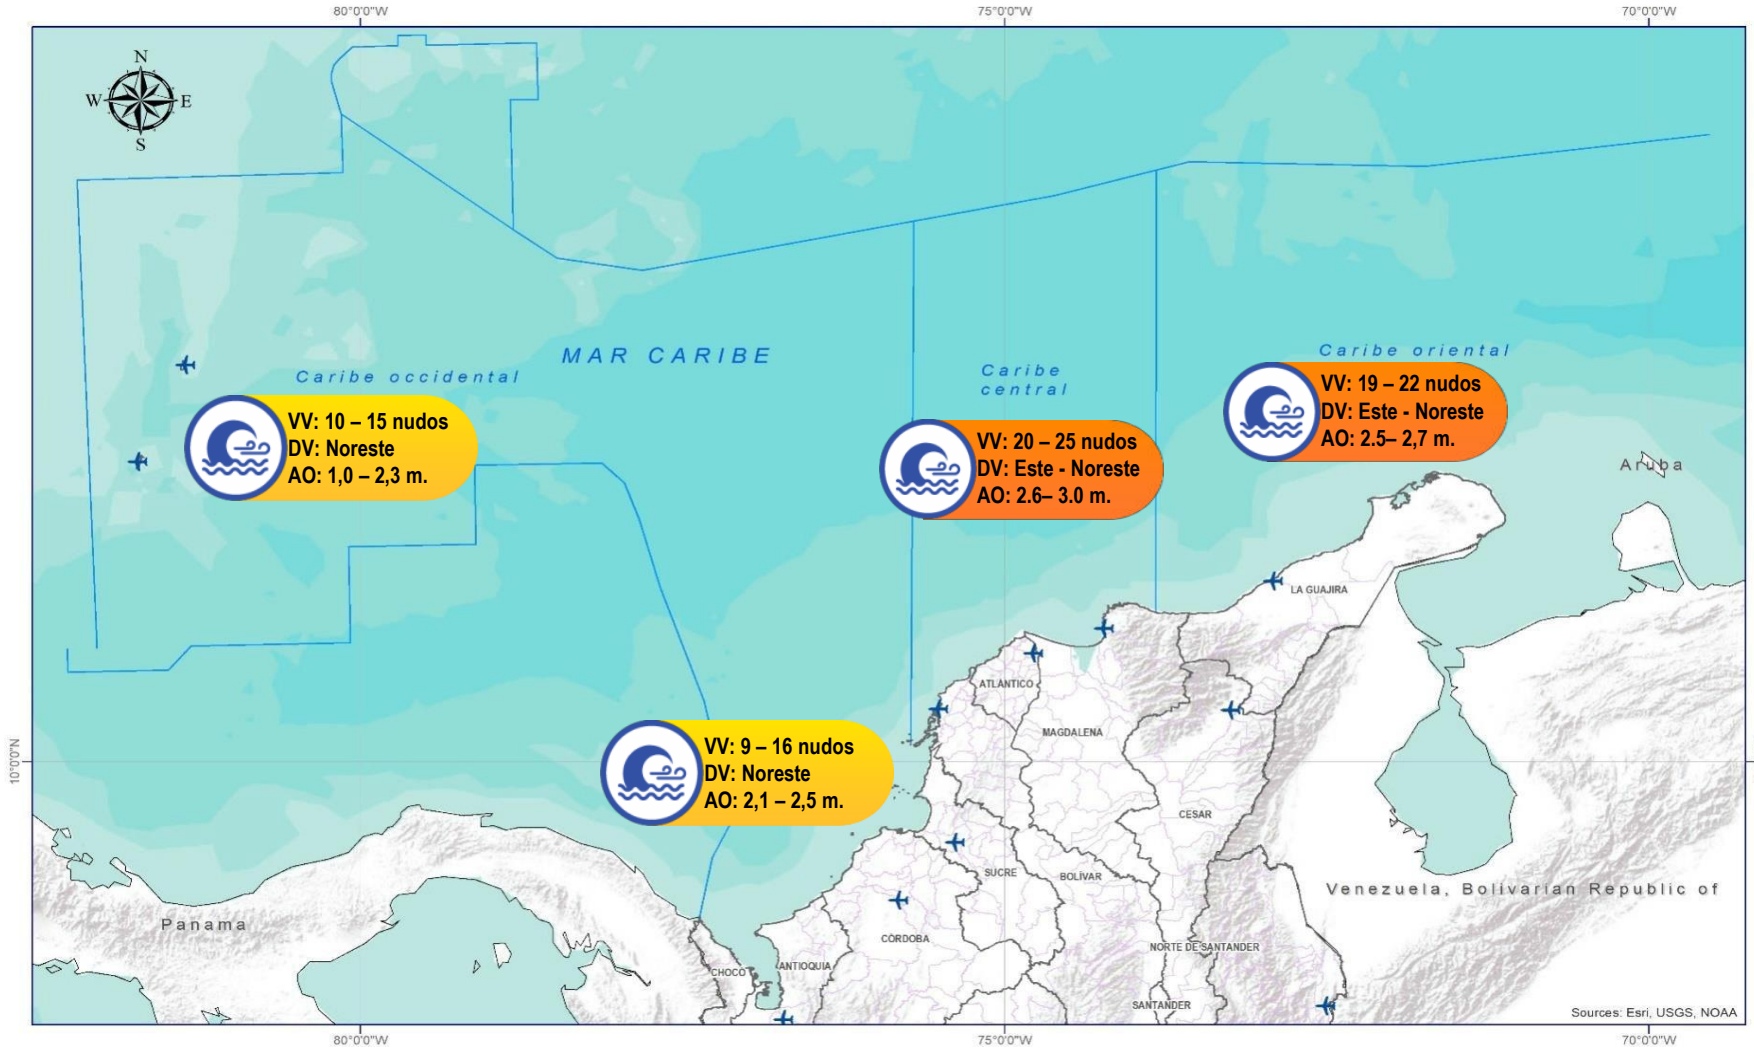 80°0'0"W
75°0'0"W
70°0'0"W
N
W
E
S
MAR CARIBE
Caribe occidental
Caribe
central
Caribe oriental
VV: 19 – 22 nudos
DV: Este - Noreste
AO: 2.5– 2,7 m.
VV: 10 – 15 nudos
DV: Noreste
AO: 1,0 – 2,3 m.
VV: 20 – 25 nudos
DV: Este - Noreste
AO: 2.6– 3.0 m.
Aruba
LA GUAJIRA
ATLÁNTICO
MAGDALENA
VV: 9 – 16 nudos
DV: Noreste
AO: 2,1 – 2,5 m.
10°0'0"N
CESAR
SUCRE
BOLÍVAR
Venezuela, Bolivarian Republic of
Panama
CÓRDOBA
NORTE DE SANTANDER
CHOCÓ
ANTIOQUIA
SANTANDER
Sources: Esri, USGS, NOAA
80°0'0"W
75°0'0"W
70°0'0"W